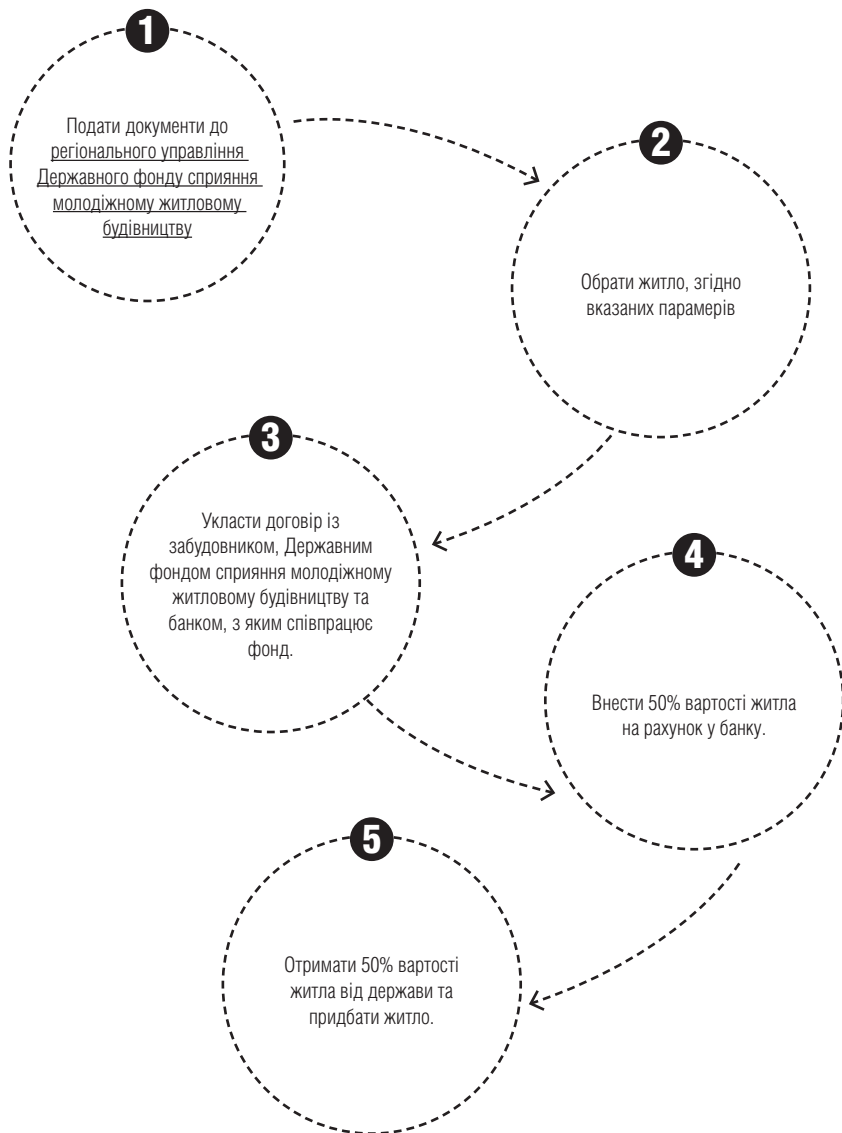 1
Подати документи до
регіонального управління
Державного фонду сприяння
молодіжному житловому
будівництву
2
Обрати житло, згідно
вказаних парамерів
3
Укласти договір із
забудовником, Державним
фондом сприяння молодіжному
житловому будівництву та
банком, з яким співпрацює
фонд.
4
Внести 50% вартості житла
на рахунок у банку.
5
Отримати 50% вартості
житла від держави та
придбати житло.